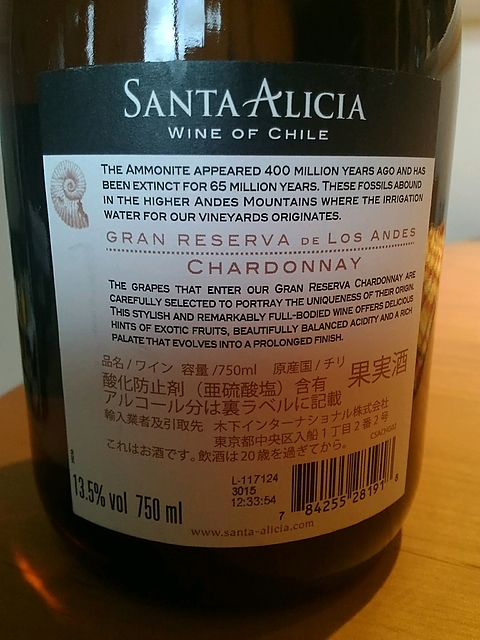 SANTA ALICIA
WINE OF CHILE
THE AMMONITE APPEARED 400 MILLION YEARS AGO AND HAS
BEEN EXTINCT FOR 65 MILLION YEARS. THESE FOSSILS ABOUND
IN THE HIGHER ANDES MOUNTAINS WHERE THE IRRIGATION
WATER FOR OUR VINEYARDS ORIGINATES.
GRAN RESERVA DE LOS ANDES
CHARDONNAY
THE GRAPES THAT ENTER OUR GRAN RESERVA CHARDONNAY ARE
CAREFULLY SELECTED TO PORTRAY THE UNIQUENESS OF THEIR ORIGIN.
THIS STYLISH AND REMARKABLY FULL-BODIED WINE OFFERS DELICIOUS
HINTS OF EXOTIC FRUITS, BEAUTIFULLY BALANCED ACIDITY AND A RICH
PALATE THAT EVOLVES INTO A PROLONGED FINISH.
品名/ワイン 容量/750ml 原産国/チリ
酸化防止剤（亜硫酸塩）含有 果実酒
アルコール分は裏ラベルに記載
輸入業者及引取先 木下インターナショナル株式会社
東京都中央区入船1丁目2番2号
これはお酒です。飲酒は20歳を過ぎてから。
CSACHG02
13.5% vol 750 ml
L-117124
3015
12:33:54
7 84255 28191 8
www.santa-alicia.com